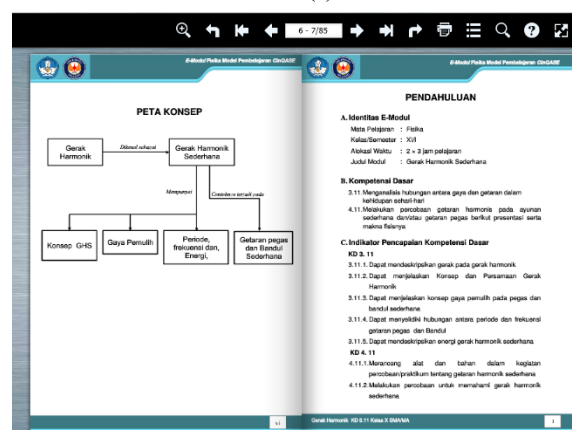 6 - 7/85
E-Modul Fisika Model Pembelajaran CinQASE
PETA KONSEP
Gerak
Harmonik
Dikenal sebagai
Gerak Harmonik
Sederhana
Mempunyai
Contohnya terjadi pada
Konsep GHS
Gaya Pemulih
Periode,
frekuensi dan,
Energi,
Getaran pegas
dan Bandul
Sederhana
vi
E-Modul Fisika Model Pembelajaran CinQASE
PENDAHULUAN
A. Identitas E-Modul
Mata Pelajaran : Fisika
Kelas/Semester : XI/I
Alokasi Waktu : 2 × 3 jam pelajaran
Judul Modul : Gerak Harmonik Sederhana
B. Kompetensi Dasar
3.11. Menganalisis hubungan antara gaya dan getaran dalam
kehidupan sehari-hari
4.11. Melakukan percobaan getaran harmonis pada ayunan
sederhana dan/atau getaran pegas berikut presentasi serta
makna fisisnya
C. Indikator Pencapaian Kompetensi Dasar
KD 3. 11
3.11.1. Dapat mendeskripsikan gerak pada gerak harmonik
3.11.2. Dapat menjelaskan Konsep dan Persamaan Gerak
Harmonik
3.11.3. Dapat menjelaskan konsep gaya pemulih pada pegas dan
bandul sederhana
3.11.4. Dapat menyelidiki hubungan antara periode dan frekuensi
getaran pegas dan Bandul
3.11.5. Dapat mendeskripsikan energi gerak harmonik sederhana
KD 4. 11
4.11.1. Merancang alat dan bahan dalam kegiatan
percobaan/praktikum tentang getaran harmonik sederhana
4.11.2. Melakukan percobaan untuk memahami gerak harmonik
sederhana
Gerak Harmonik KD 3.11 Kelas X SMA/MA
1